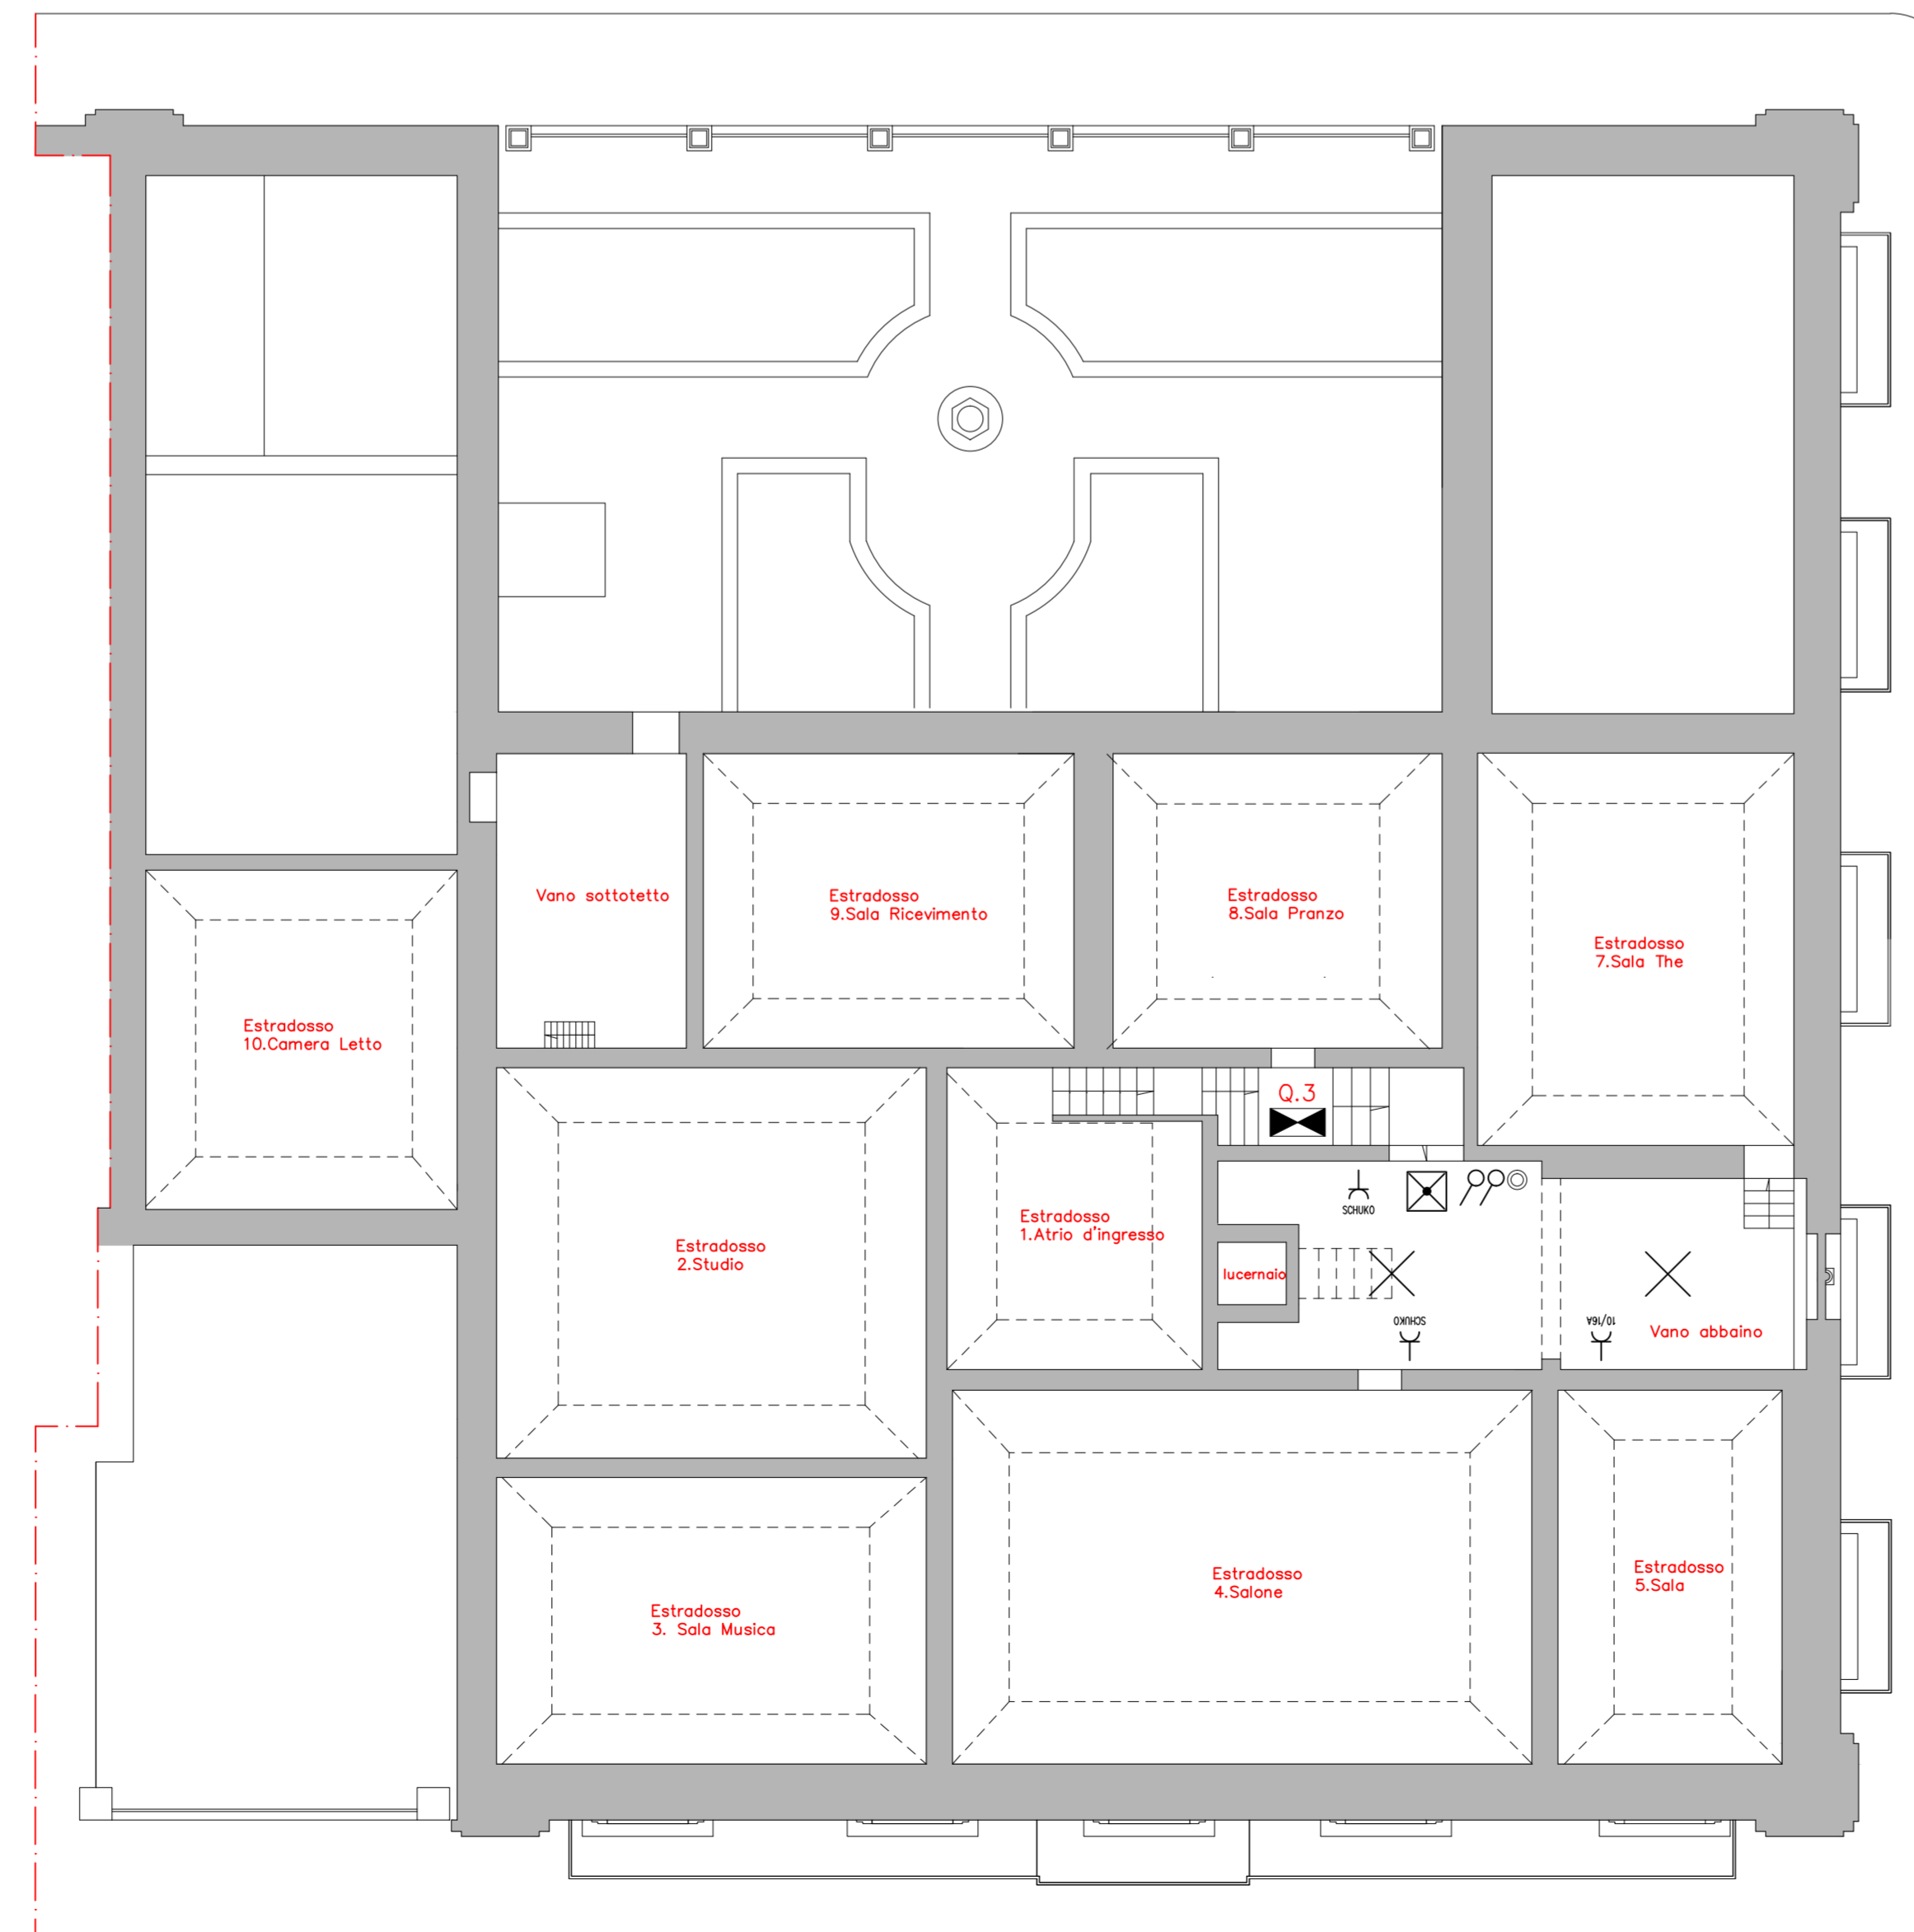 Vano sottotetto
Estradosso
9.Sala Ricevimento
Estradosso
8.Sala Pranzo
Estradosso
7.Sala The
Estradosso
10.Camera Letto
Q.3
SCHUKO
Estradosso
1.Atrio d'ingresso
Estradosso
2.Studio
lucernaio
SCHUKO
10/16A
Vano abbaino
Estradosso
4.Salone
Estradosso
5.Sala
Estradosso
3. Sala Musica